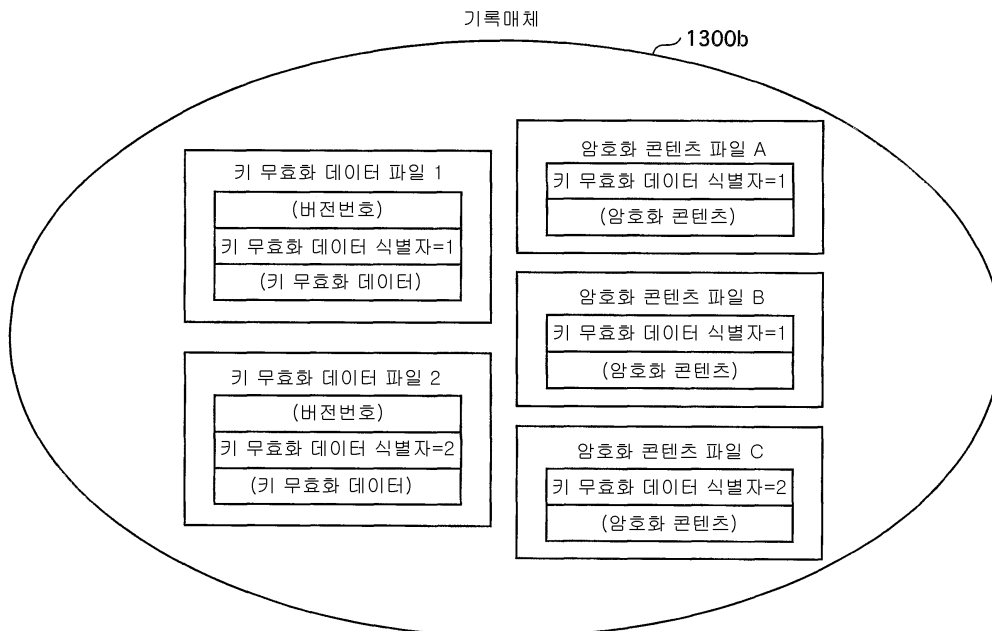 기록매체
1300b
키 무효화 데이터 파일 1
(버전번호)
키 무효화 데이터 식별자=1
(키 무효화 데이터)
키 무효화 데이터 파일 2
(버전번호)
키 무효화 데이터 식별자=2
(키 무효화 데이터)
암호화 콘텐츠 파일 A
키 무효화 데이터 식별자=1
(암호화 콘텐츠)
암호화 콘텐츠 파일 B
키 무효화 데이터 식별자=1
(암호화 콘텐츠)
암호화 콘텐츠 파일 C
키 무효화 데이터 식별자=2
(암호화 콘텐츠)